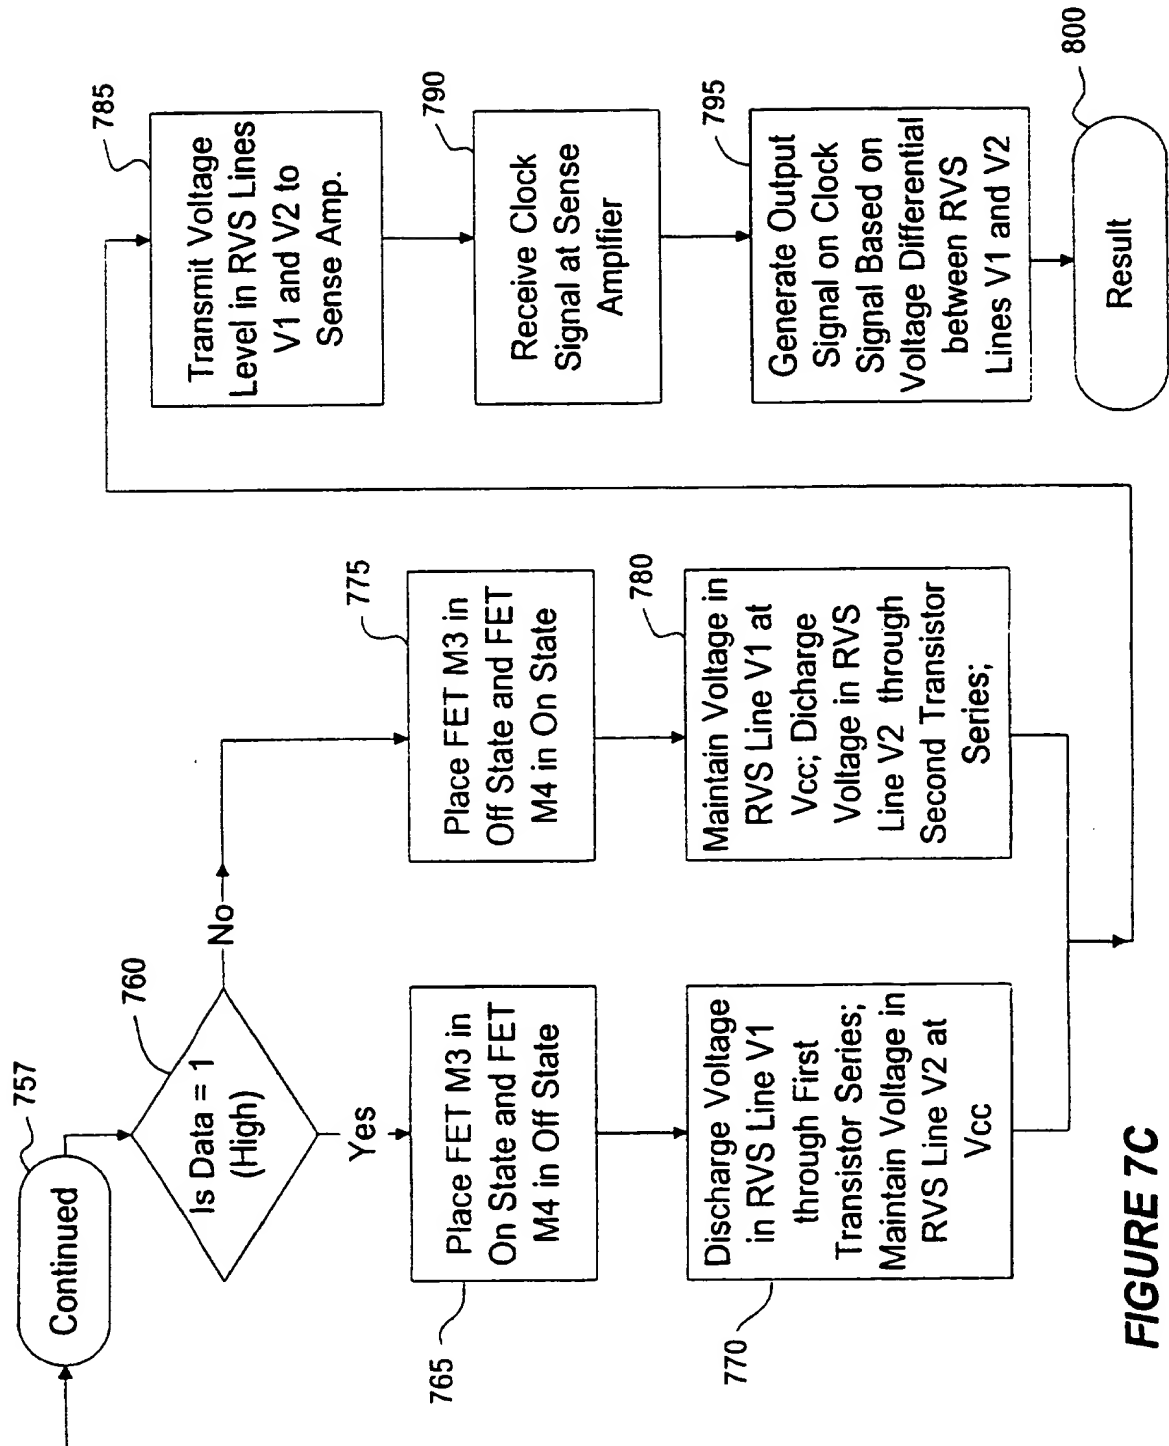 757
Continued
760
Is Data = 1
(High)
No
Yes
765
Place FET M3 in
On State and FET
M4 in Off State
775
Place FET M3 in
Off State and FET
M4 in On State
770
Discharge Voltage
in RVS Line V1
through First
Transistor Series;
Maintain Voltage in
RVS Line V2 at
Vcc
780
Maintain Voltage in
RVS Line V1 at
Vcc; Dicharge
Voltage in RVS
Line V2 through
Second Transistor
Series;
785
Transmit Voltage
Level in RVS Lines
V1 and V2 to
Sense Amp.
790
Receive Clock
Signal at Sense
Amplfier
795
Generate Output
Signal on Clock
Signal Based on
Voltage Differential
between RVS
Lines V1 and V2
800
Result
FIGURE 7C